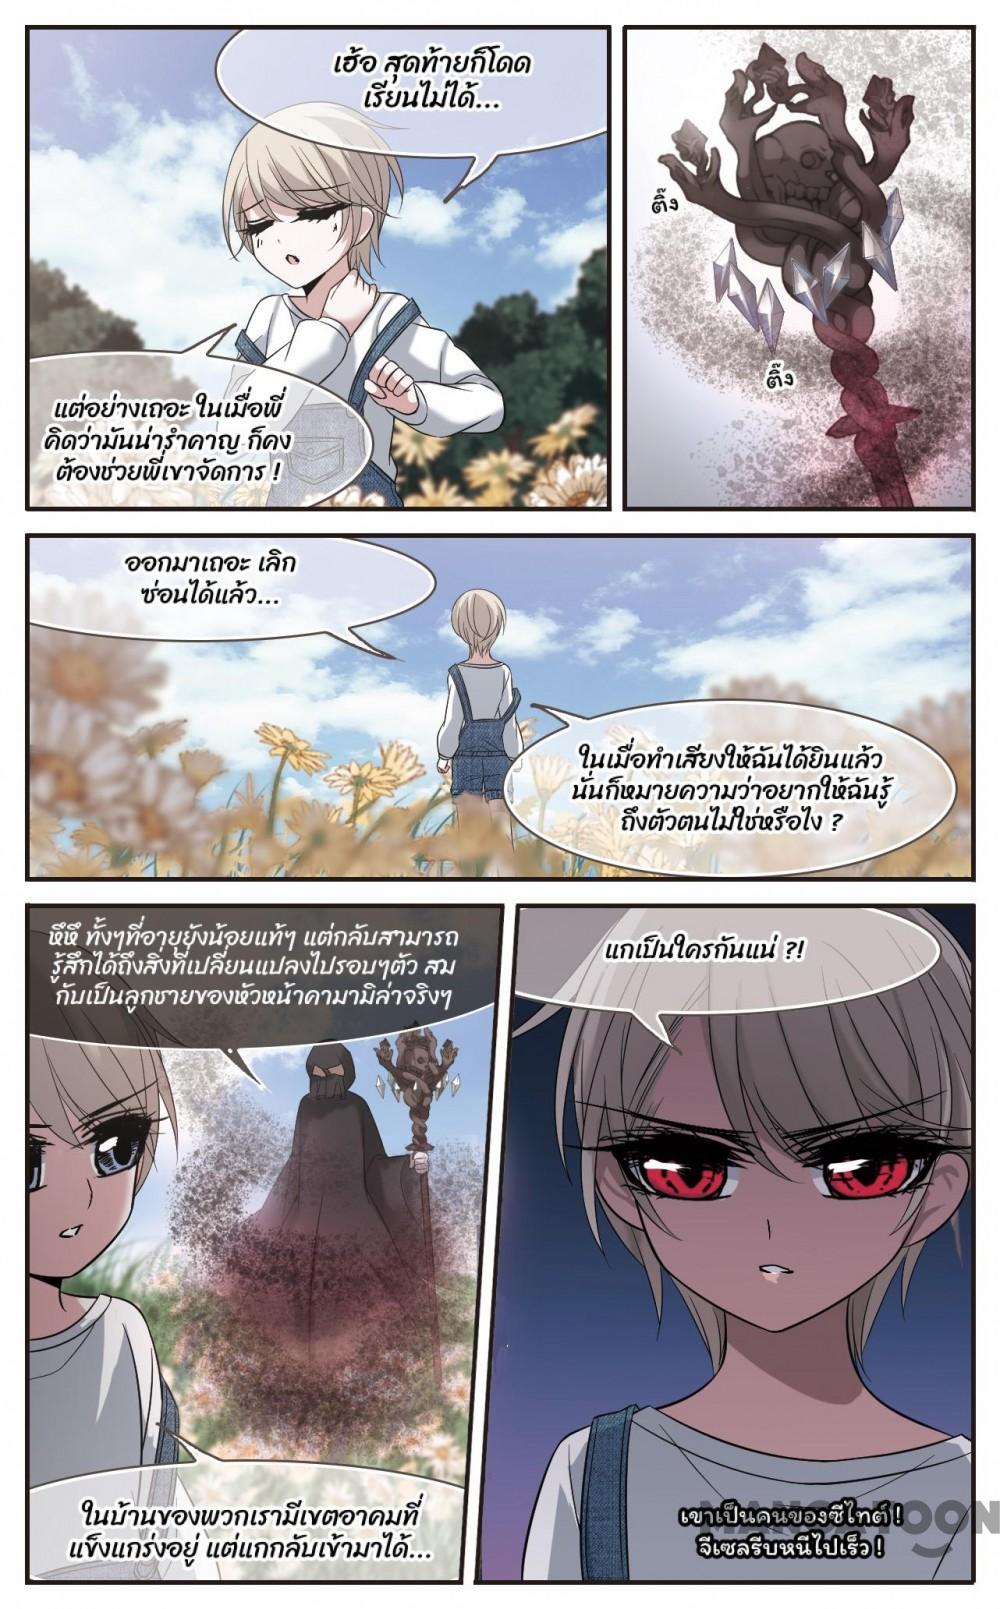 เฮ้อ สุดท้ายก็โดด
เรียนไม่ได้...
แต่อย่างเถอะ ในเมื่อพี่
คิดว่ามันน่ารำคาญ ก็คง
ต้องช่วยพี่เขาจัดการ !
ติ๊ง
ติ๊ง
ออกมาเถอะ เลิก
ซ่อนได้แล้ว...
ในเมื่อทำเสียงให้ฉันได้ยินแล้ว
นั่นก็หมายความว่าอยากให้ฉันรู้
ถึงตัวตนไม่ใช่หรือไง ?
หึหึ ทั้งๆที่อายุยังน้อยแท้ๆ แต่กลับสามารถ
รู้สึกได้ถึงสิ่งที่เปลี่ยนแปลงไปรอบๆตัว สม
กับเป็นลูกชายของหัวหน้าคามามิล่าจริงๆ
ในบ้านของพวกเรามีเขตอาคมที่
แข็งแกร่งอยู่ แต่แกกลับเข้ามาได้...
แกเป็นใครกันแน่ ?!
เขาเป็นคนของซีไทต์ !
จีเซลรีบหนีไปเร็ว !